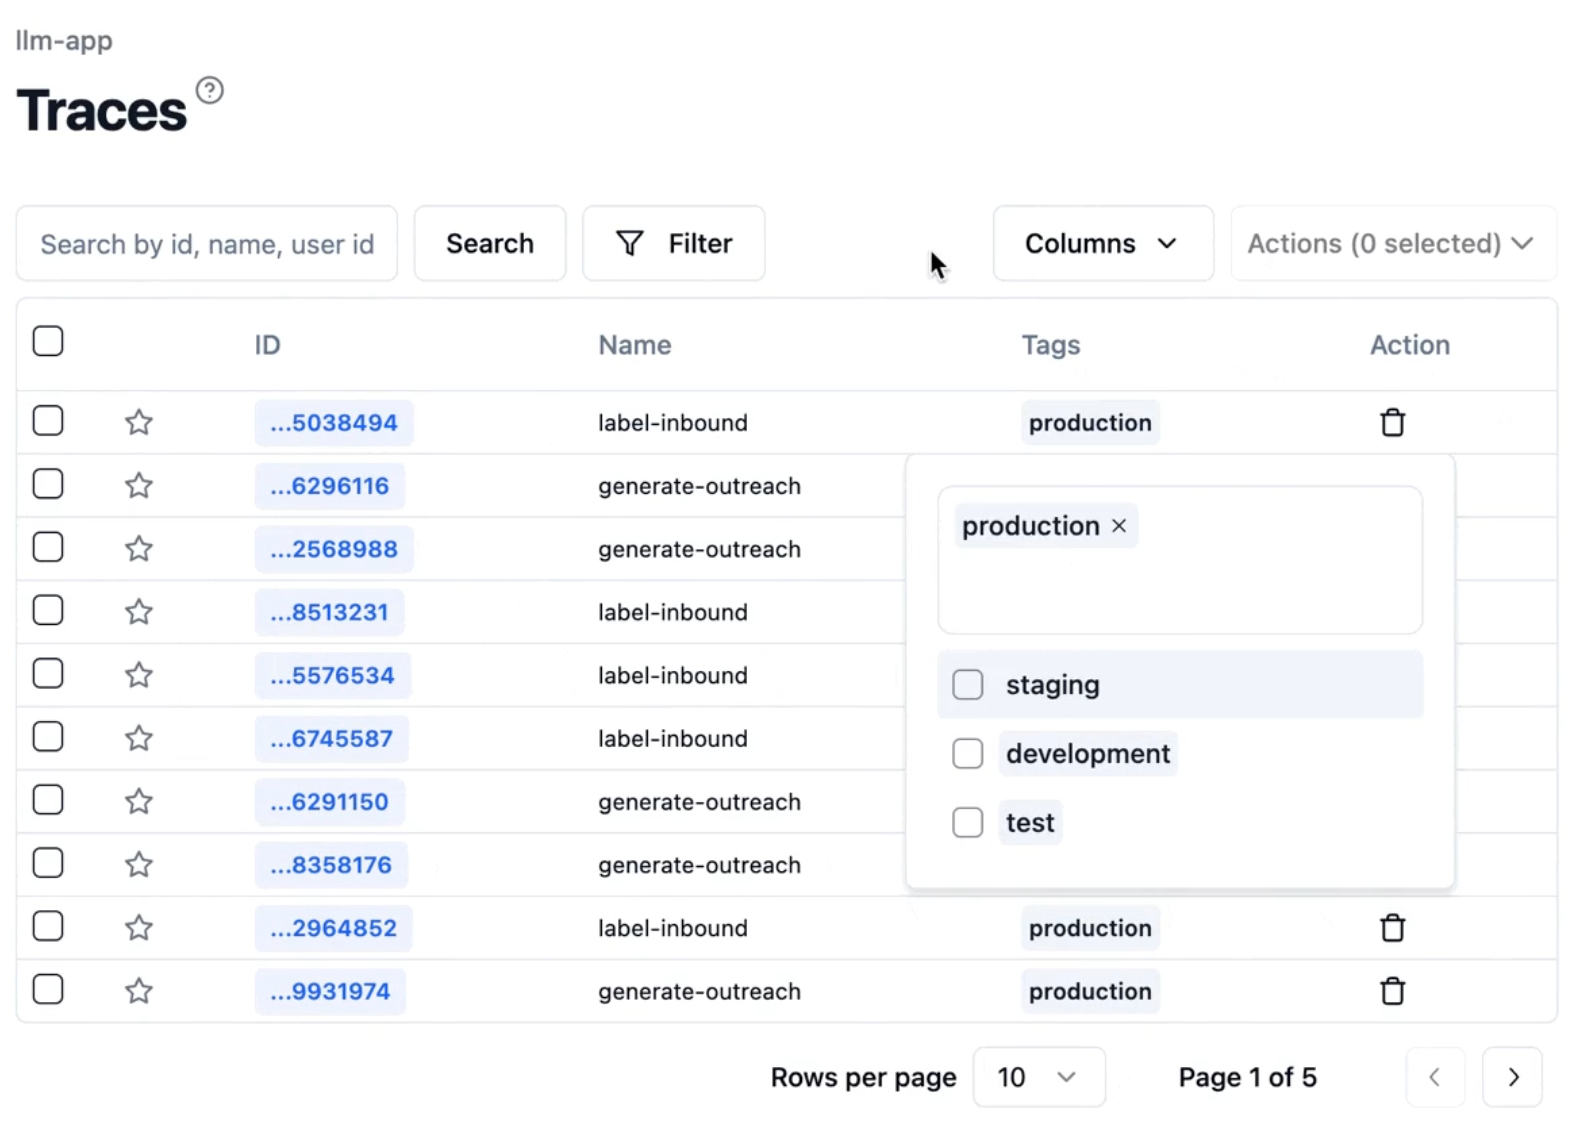 llm-app
Traces
Search by id, name, user id Search Filter Columns Actions (0 selected)
ID Name Tags Action
...5038494 label-inbound production
...6296116 generate-outreach
...2568988 generate-outreach
...8513231 label-inbound
...5576534 label-inbound
...6745587 label-inbound
...6291150 generate-outreach
...8358176 generate-outreach
production ×
staging
development
test
...2964852 label-inbound production
...9931974 generate-outreach production
Rows per page 10 Page 1 of 5